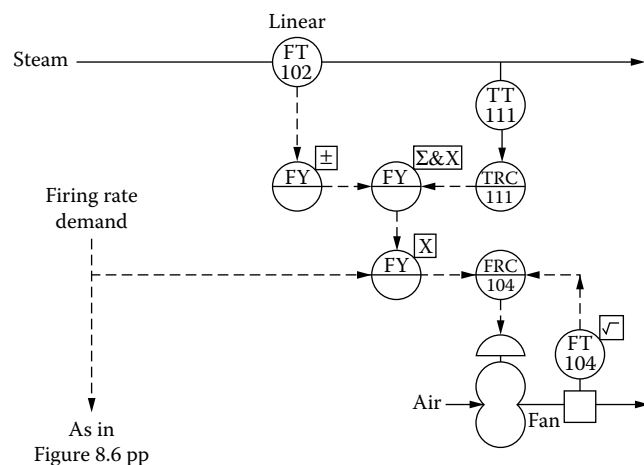 Linear
Steam
FT
102
TT
111
FY
±
FY
Σ&X
TRC
111
Firing rate
demand
FY
X
FRC
104
FT
104
√
Air
Fan
As in
Figure 8.6 pp